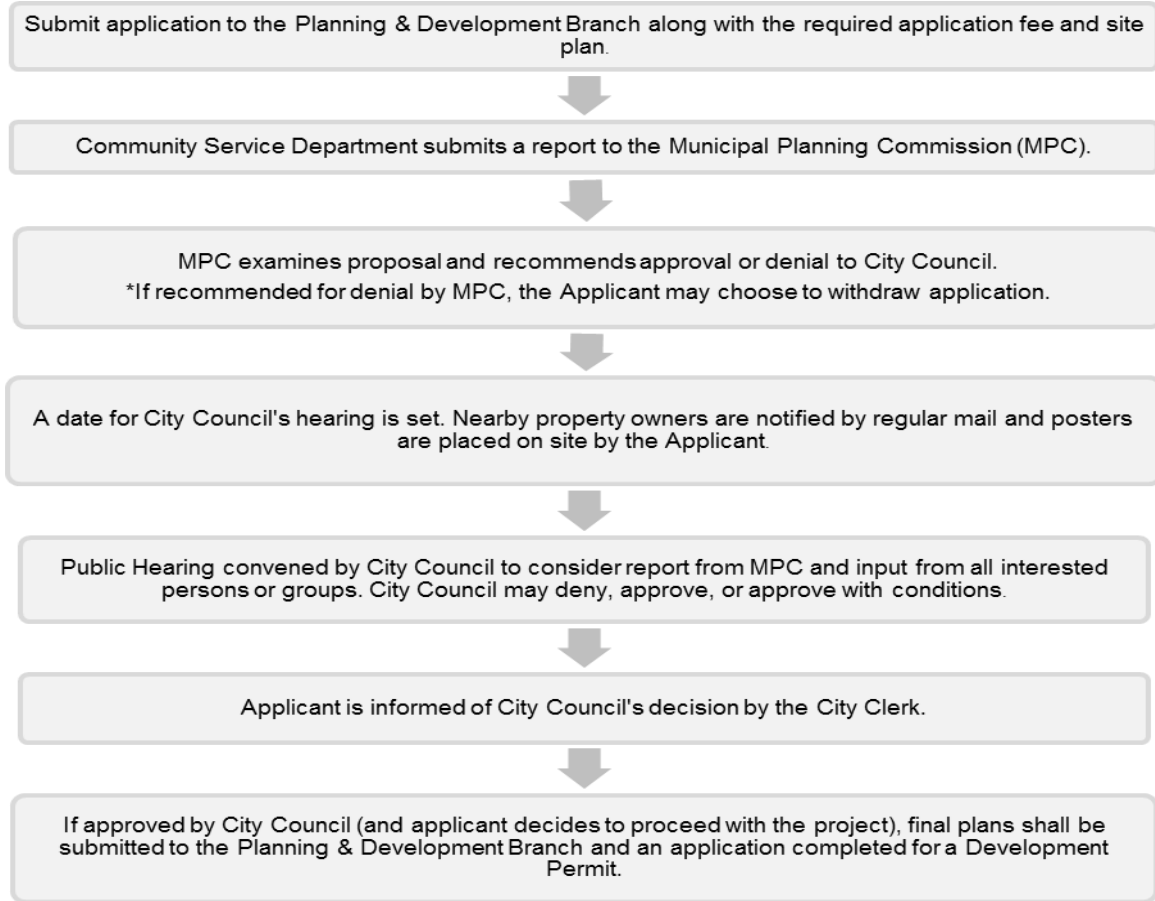 Submit application to the Planning & Development Branch along with the required application fee and site
plan.
Community Service Department submits a report to the Municipal Planning Commission (MPC).
MPC examines proposal and recommends approval or denial to City Council.
*If recommended for denial by MPC, the Applicant may choose to withdraw application.
A date for City Council's hearing is set. Nearby property owners are notified by regular mail and posters
are placed on site by the Applicant.
Public Hearing convened by City Council to consider report from MPC and input from all interested
persons or groups. City Council may deny, approve, or approve with conditions.
Applicant is informed of City Council's decision by the City Clerk.
If approved by City Council (and applicant decides to proceed with the project), final plans shall be
submitted to the Planning & Development Branch and an application completed for a Development
Permit.